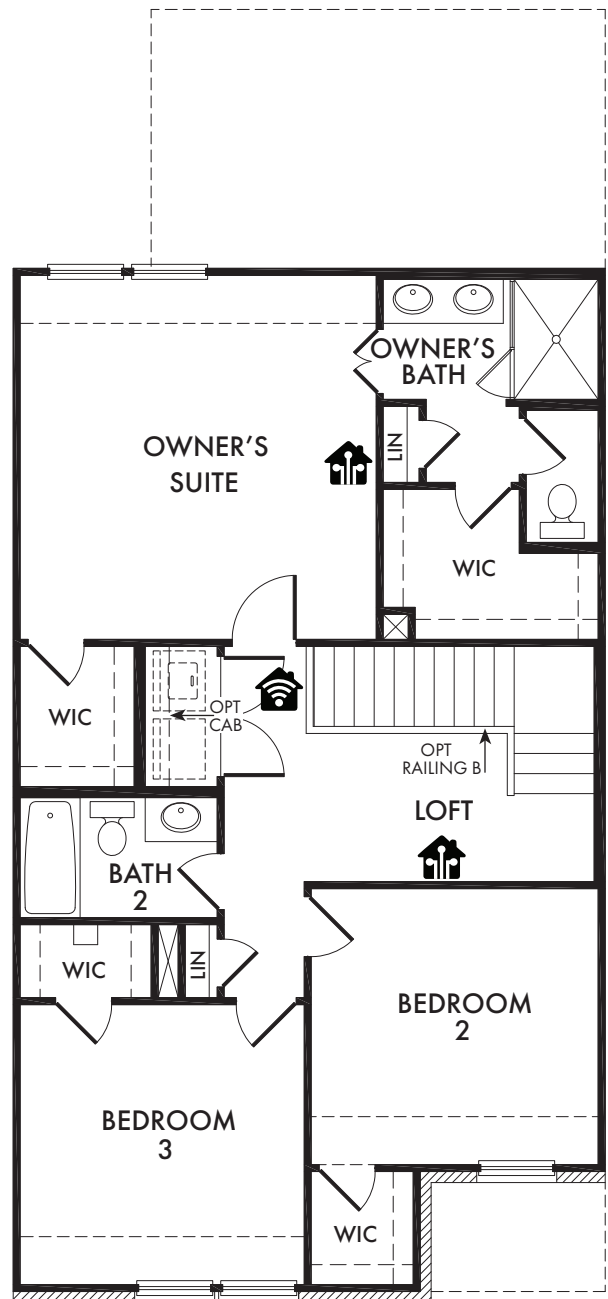 OWNER'S
BATH
OWNER'S
SUITE
LIN
WIC
WIC
OPT
CAB
OPT
RAILING B
LOFT
BATH
2
WIC
LIN
BEDROOM
2
BEDROOM
3
WIC